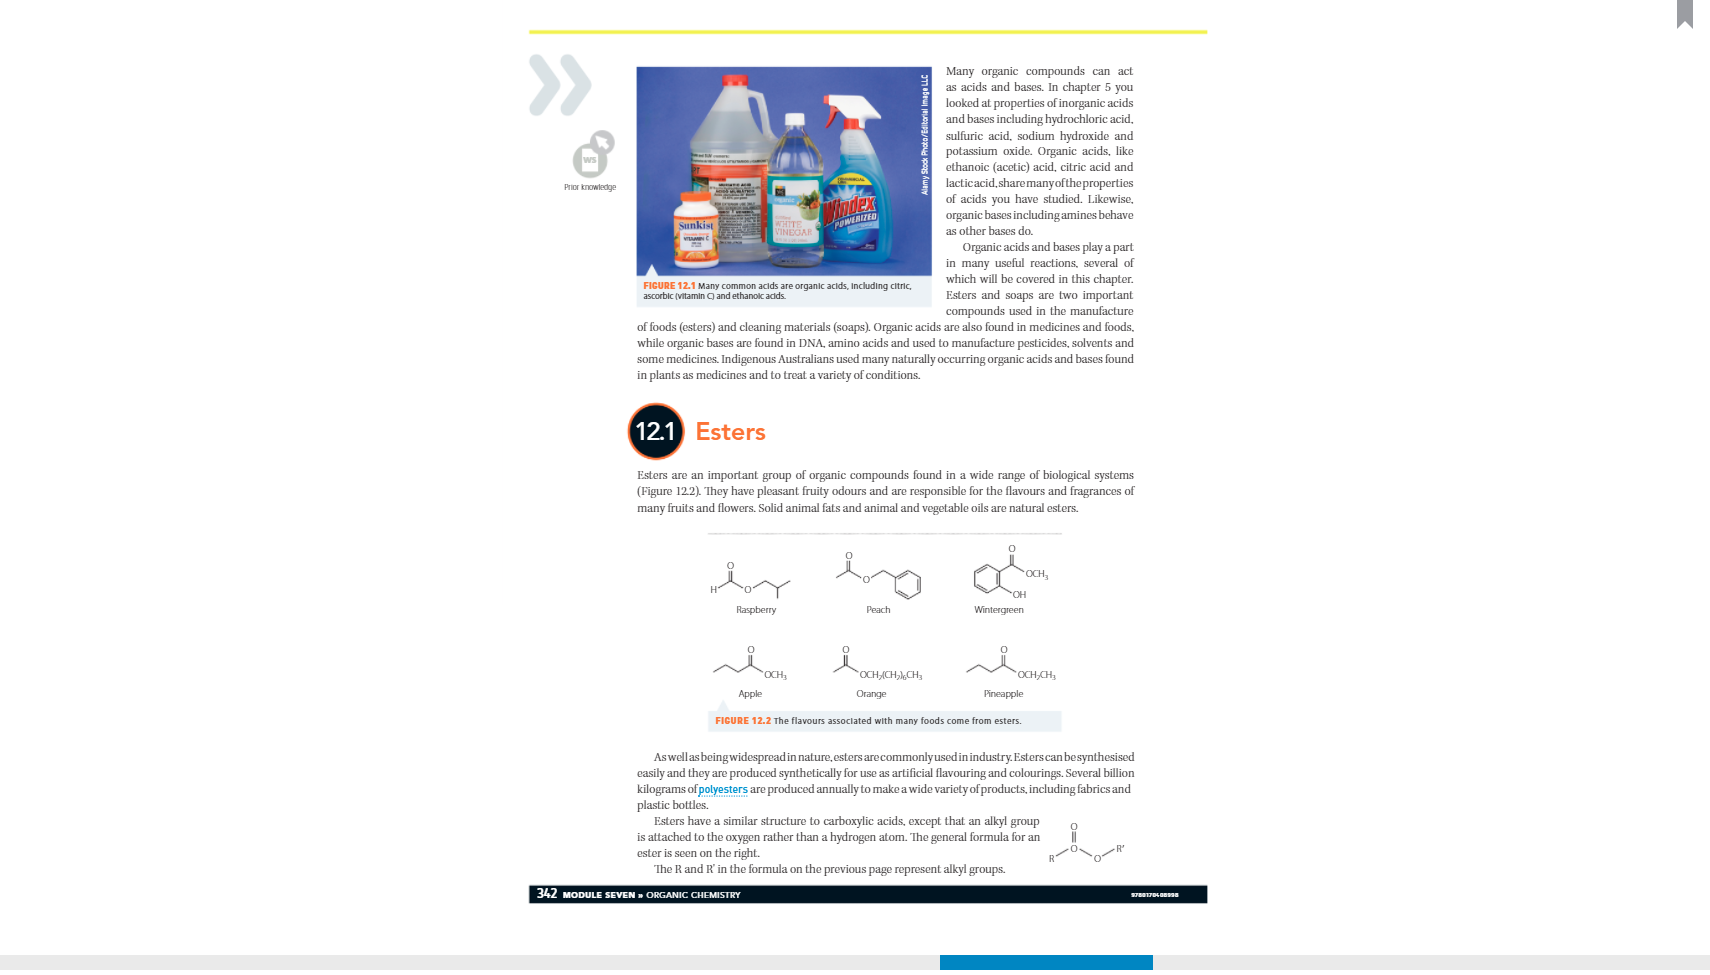 Many organic compounds can act
as acids and bases. In chapter 5 you
looked at properties of inorganic acids
and bases including hydrochloric acid,
sulfuric acid, sodium hydroxide and
potassium oxide. Organic acids, like
ethanoic (acetic) acid, citric acid and
lactic acid, share many of the properties
of acids you have studied. Likewise,
organic bases including amines behave
as other bases do.
Organic acids and bases play a part
in many useful reactions, several of
which will be covered in this chapter.
Esters and soaps are two important
compounds used in the manufacture
of foods (esters) and cleaning materials (soaps). Organic acids are also found in medicines and foods,
while organic bases are found in DNA, amino acids and used to manufacture pesticides, solvents and
some medicines. Indigenous Australians used many naturally occurring organic acids and bases found
in plants as medicines and to treat a variety of conditions.
WS
Prior knowledge
Alamy Stock Photo/Editorial Image LLC
Sunkist
VITAMIN C
organic
WHITE
VINEGAR
Windex
POWERIZED
FIGURE 12.1 Many common acids are organic acids, including citric,
ascorbic (vitamin C) and ethanoic acids.
12.1 Esters
Esters are an important group of organic compounds found in a wide range of biological systems
(Figure 12.2). They have pleasant fruity odours and are responsible for the flavours and fragrances of
many fruits and flowers. Solid animal fats and animal and vegetable oils are natural esters.
O
H
O
Raspberry
O
O
Peach
O
OCH₃
OH
Wintergreen
O
OCH₃
Apple
O
OCH₂(CH₂)₆CH₃
Orange
O
OCH₂CH₃
Pineapple
FIGURE 12.2 The flavours associated with many foods come from esters.
As well as being widespread in nature, esters are commonly used in industry. Esters can be synthesised
easily and they are produced synthetically for use as artificial flavouring and colourings. Several billion
kilograms of polyesters are produced annually to make a wide variety of products, including fabrics and
plastic bottles.
Esters have a similar structure to carboxylic acids, except that an alkyl group
is attached to the oxygen rather than a hydrogen atom. The general formula for an
ester is seen on the right.
The R and R' in the formula on the previous page represent alkyl groups.
O
R
O
O
R'
342 MODULE SEVEN » ORGANIC CHEMISTRY
9780170408998